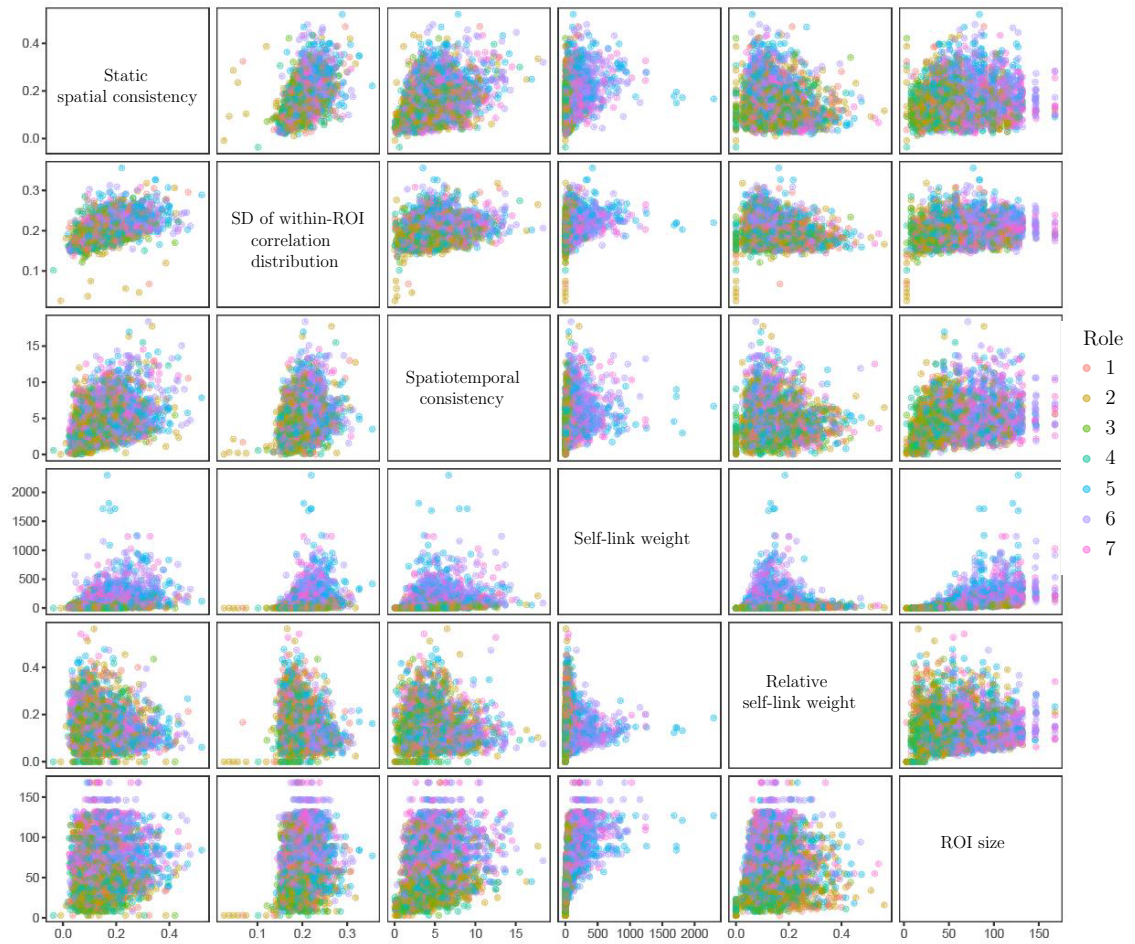 0.4
0.2
0.0
Static
spatial consistency
0.3
0.2
0.1
SD of within-ROI
correlation
distribution
15
10
5
0
Spatiotemporal
consistency
Role
1
2
3
4
5
6
7
2000
1500
1000
500
0
Self-link weight
0.4
0.2
0.0
Relative
self-link weight
150
100
50
0
ROI size
0.0 0.2 0.4 0.1 0.2 0.3 0 5 10 15 0 500 1000 1500 2000 0.0 0.2 0.4 0 50 100 150